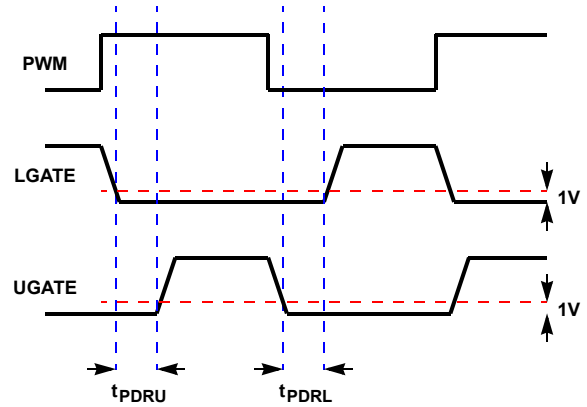 PWM
LGATE
1V
UGATE
1V
tPDRU
tPDRL